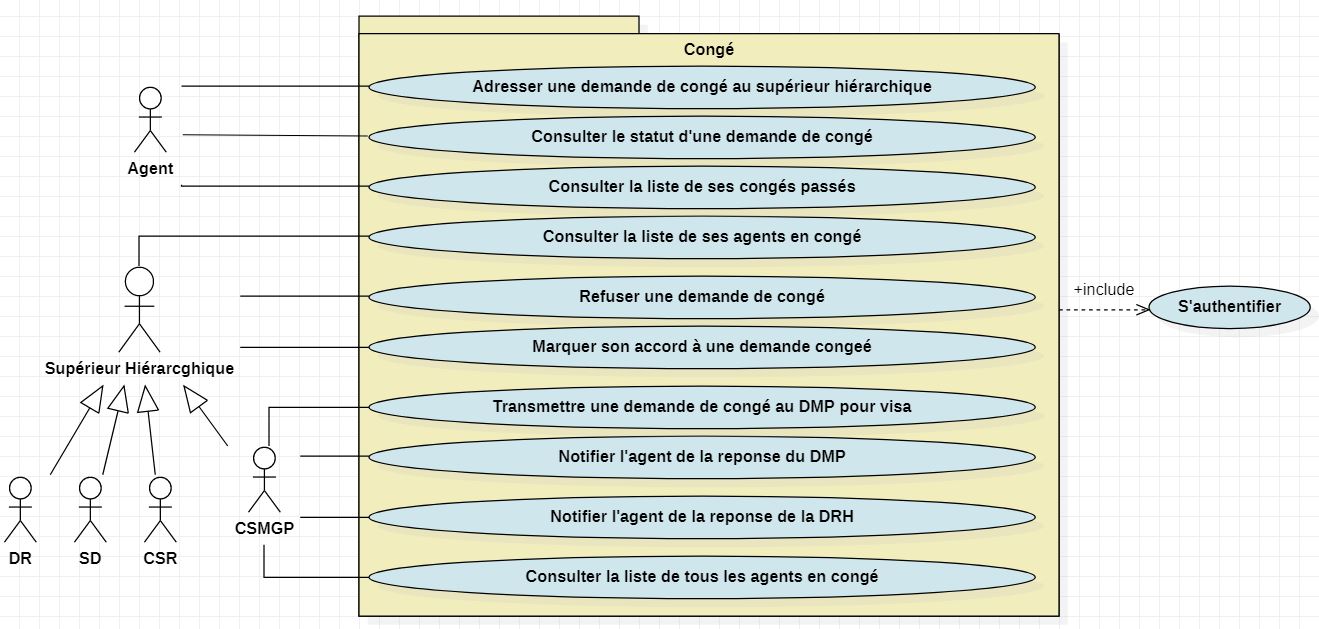 Congé
Adresser une demande de congé au supérieur hiérarchique
Consulter le statut d'une demande de congé
Agent
Consulter la liste de ses congés passés
Consulter la liste de ses agents en congé
+include
Refuser une demande de congé
S'authentifier
Marquer son accord à une demande congeé
Supérieur Hiérarcghique
Transmettre une demande de congé au DMP pour visa
Notifier l'agent de la reponse du DMP
Notifier l'agent de la reponse de la DRH
CSMGP
DR
SD
CSR
Consulter la liste de tous les agents en congé